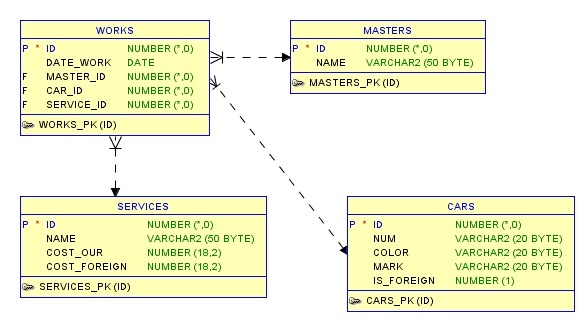 WORKS
P * ID NUMBER (*,0)
DATE_WORK DATE
F MASTER_ID NUMBER (*,0)
F CAR_ID NUMBER (*,0)
F SERVICE_ID NUMBER (*,0)
WORKS_PK (ID)
MASTERS
P * ID NUMBER (*,0)
NAME VARCHAR2 (50 BYTE)
MASTERS_PK (ID)
SERVICES
P * ID NUMBER (*,0)
NAME VARCHAR2 (50 BYTE)
COST_OUR NUMBER (18,2)
COST_FOREIGN NUMBER (18,2)
SERVICES_PK (ID)
CARS
P * ID NUMBER (*,0)
NUM VARCHAR2 (20 BYTE)
COLOR VARCHAR2 (20 BYTE)
MARK VARCHAR2 (20 BYTE)
IS_FOREIGN NUMBER (1)
CARS_PK (ID)